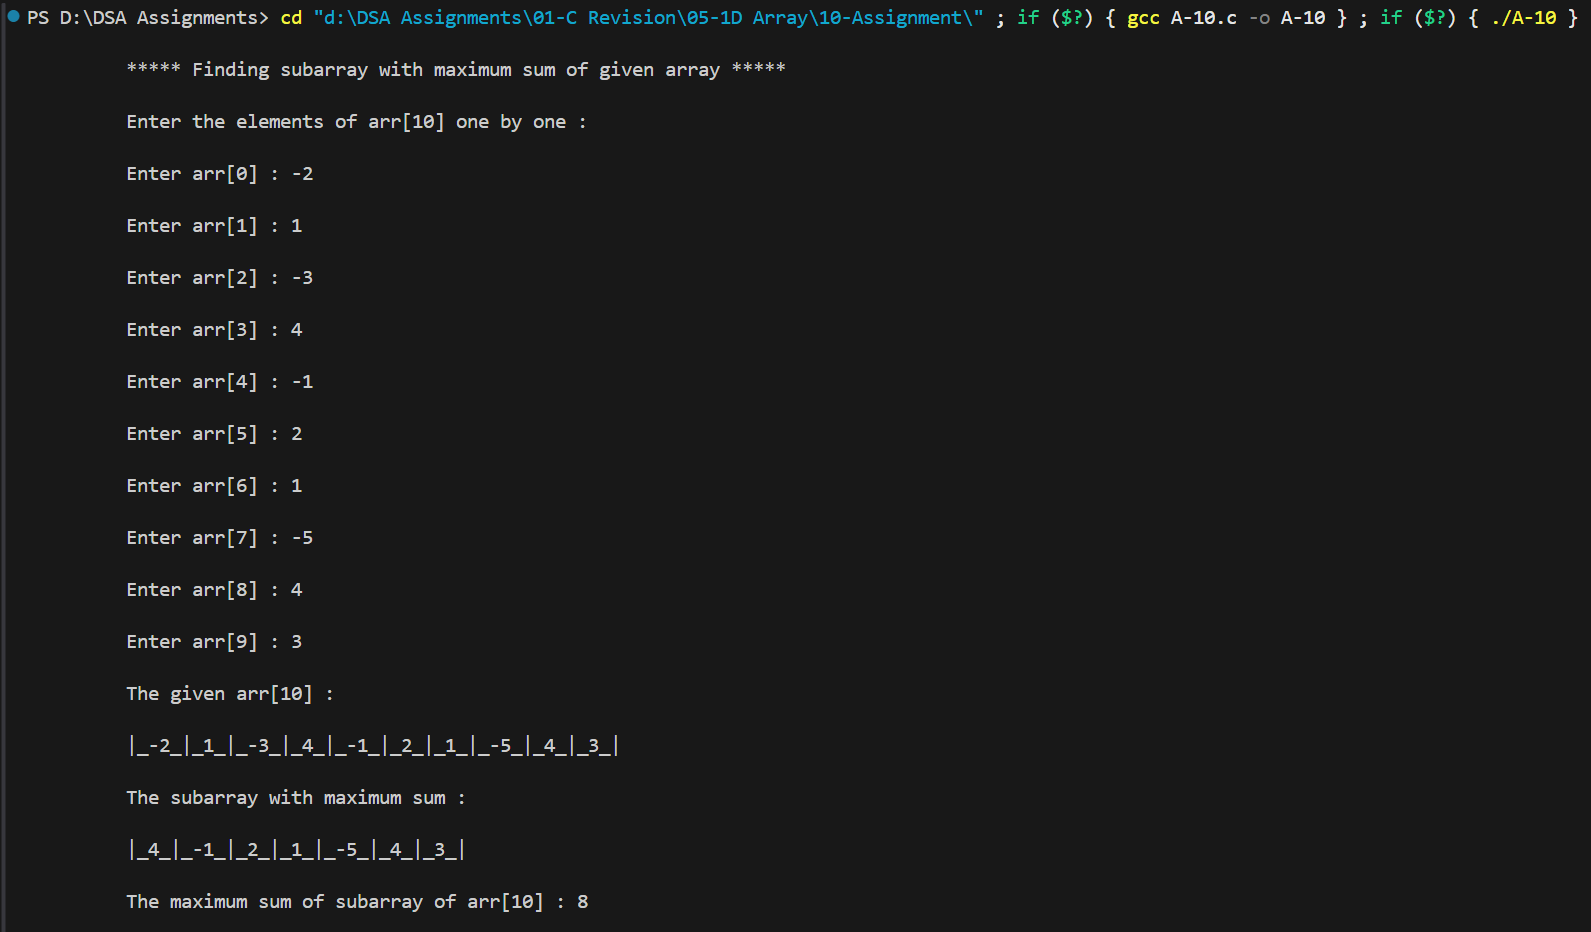 PS D:\DSA Assignments> cd "d:\DSA Assignments\01-C Revision\05-1D Array\10-Assignment\" ; if ($?) { gcc A-10.c -o A-10 } ; if ($?) { ./A-10 }
***** Finding subarray with maximum sum of given array *****
Enter the elements of arr[10] one by one :
Enter arr[0] : -2
Enter arr[1] : 1
Enter arr[2] : -3
Enter arr[3] : 4
Enter arr[4] : -1
Enter arr[5] : 2
Enter arr[6] : 1
Enter arr[7] : -5
Enter arr[8] : 4
Enter arr[9] : 3
The given arr[10] :
|_-2_|_1_|_-3_|_4_|_-1_|_2_|_1_|_-5_|_4_|_3_|
The subarray with maximum sum :
|_4_|_-1_|_2_|_1_|_-5_|_4_|_3_|
The maximum sum of subarray of arr[10] : 8